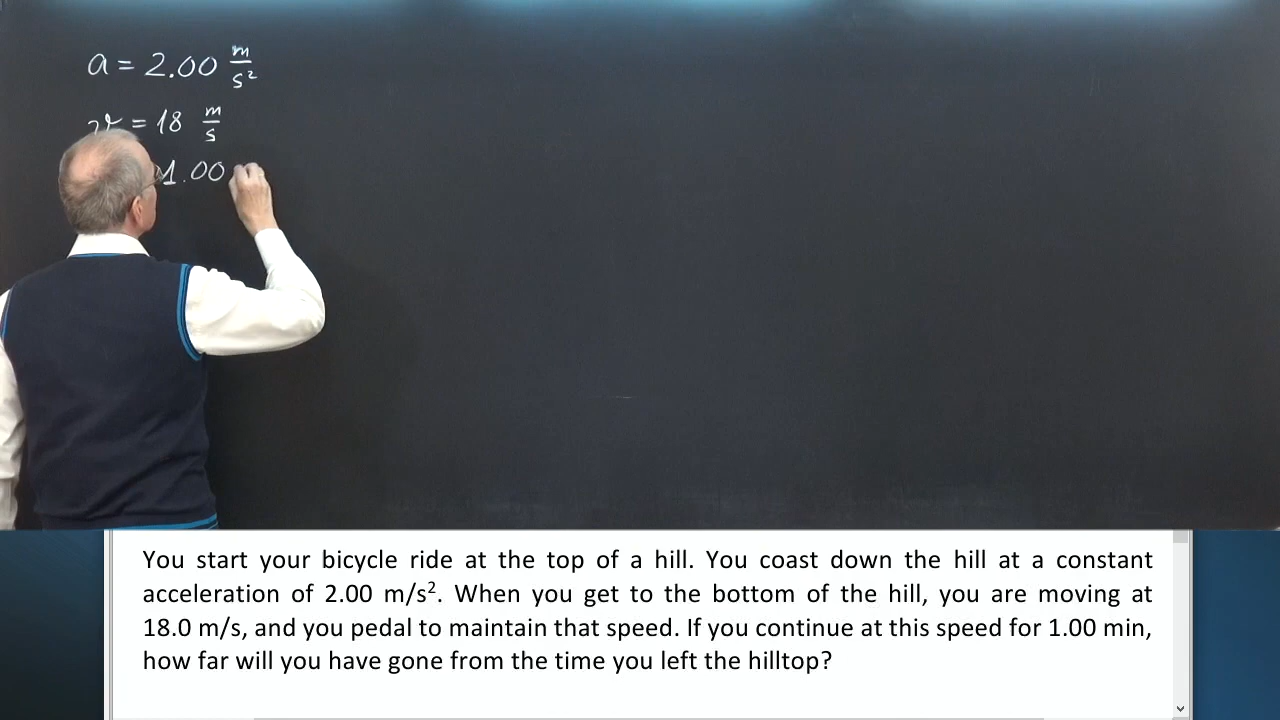 a = 2.00 m/s²
v = 18 m/s
1.00
You start your bicycle ride at the top of a hill. You coast down the hill at a constant
acceleration of 2.00 m/s². When you get to the bottom of the hill, you are moving at
18.0 m/s, and you pedal to maintain that speed. If you continue at this speed for 1.00 min,
how far will you have gone from the time you left the hilltop?